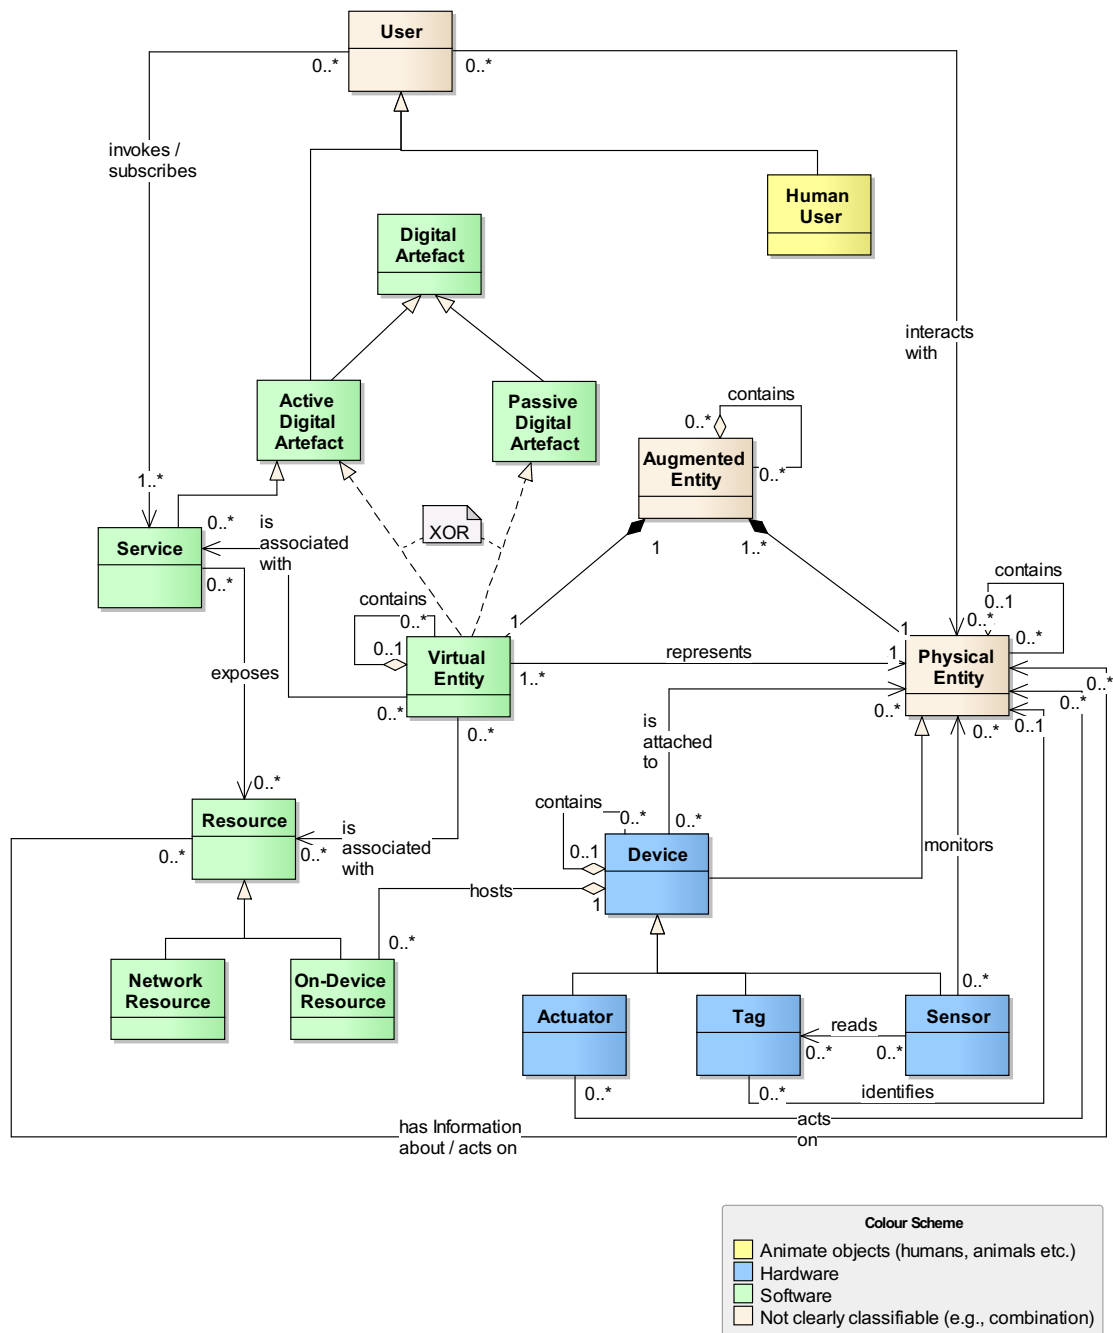 User
0..*
0..*
invokes /
subscribes
Human
User
Digital
Artefact
interacts
with
contains
Active
Digital
Artefact
Passive
Digital
Artefact
0..*
Augmented
Entity
0..*
1..*
0..*
is
associated
with
XOR
Service
1
1..*
0..*
contains
0..*
0..1
1
contains
0..1
0..*
0..*
1
Virtual
Entity
represents
1
Physical
Entity
exposes
1..*
0..*
0..*
0..*
0..*
is
attached
to
0..*
0..1
0..*
0..*
contains
0..*
0..*
Resource
0..*
0..*
is
associated
with
0..1
Device
monitors
hosts
1
0..*
Network
Resource
On-Device
Resource
0..*
Actuator
Tag
reads
Sensor
0..*
0..*
0..*
0..*
identifies
acts
on
has Information
about / acts on
Colour Scheme
Animate objects (humans, animals etc.)
Hardware
Software
Not clearly classifiable (e.g., combination)